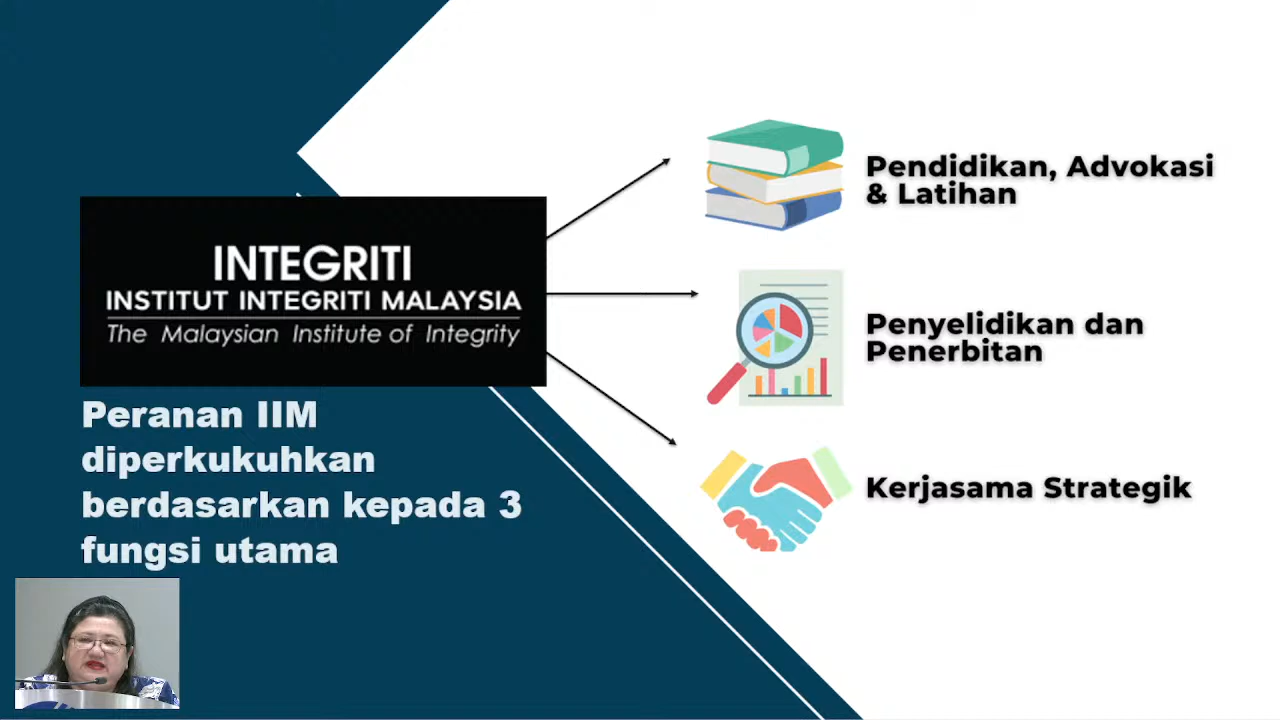 INTEGRITI
INSTITUT INTEGRITI MALAYSIA
The Malaysian Institute of Integrity
Peranan IIM
diperkukuhkan
berdasarkan kepada 3
fungsi utama
Pendidikan, Advokasi
& Latihan
Penyelidikan dan
Penerbitan
Kerjasama Strategik